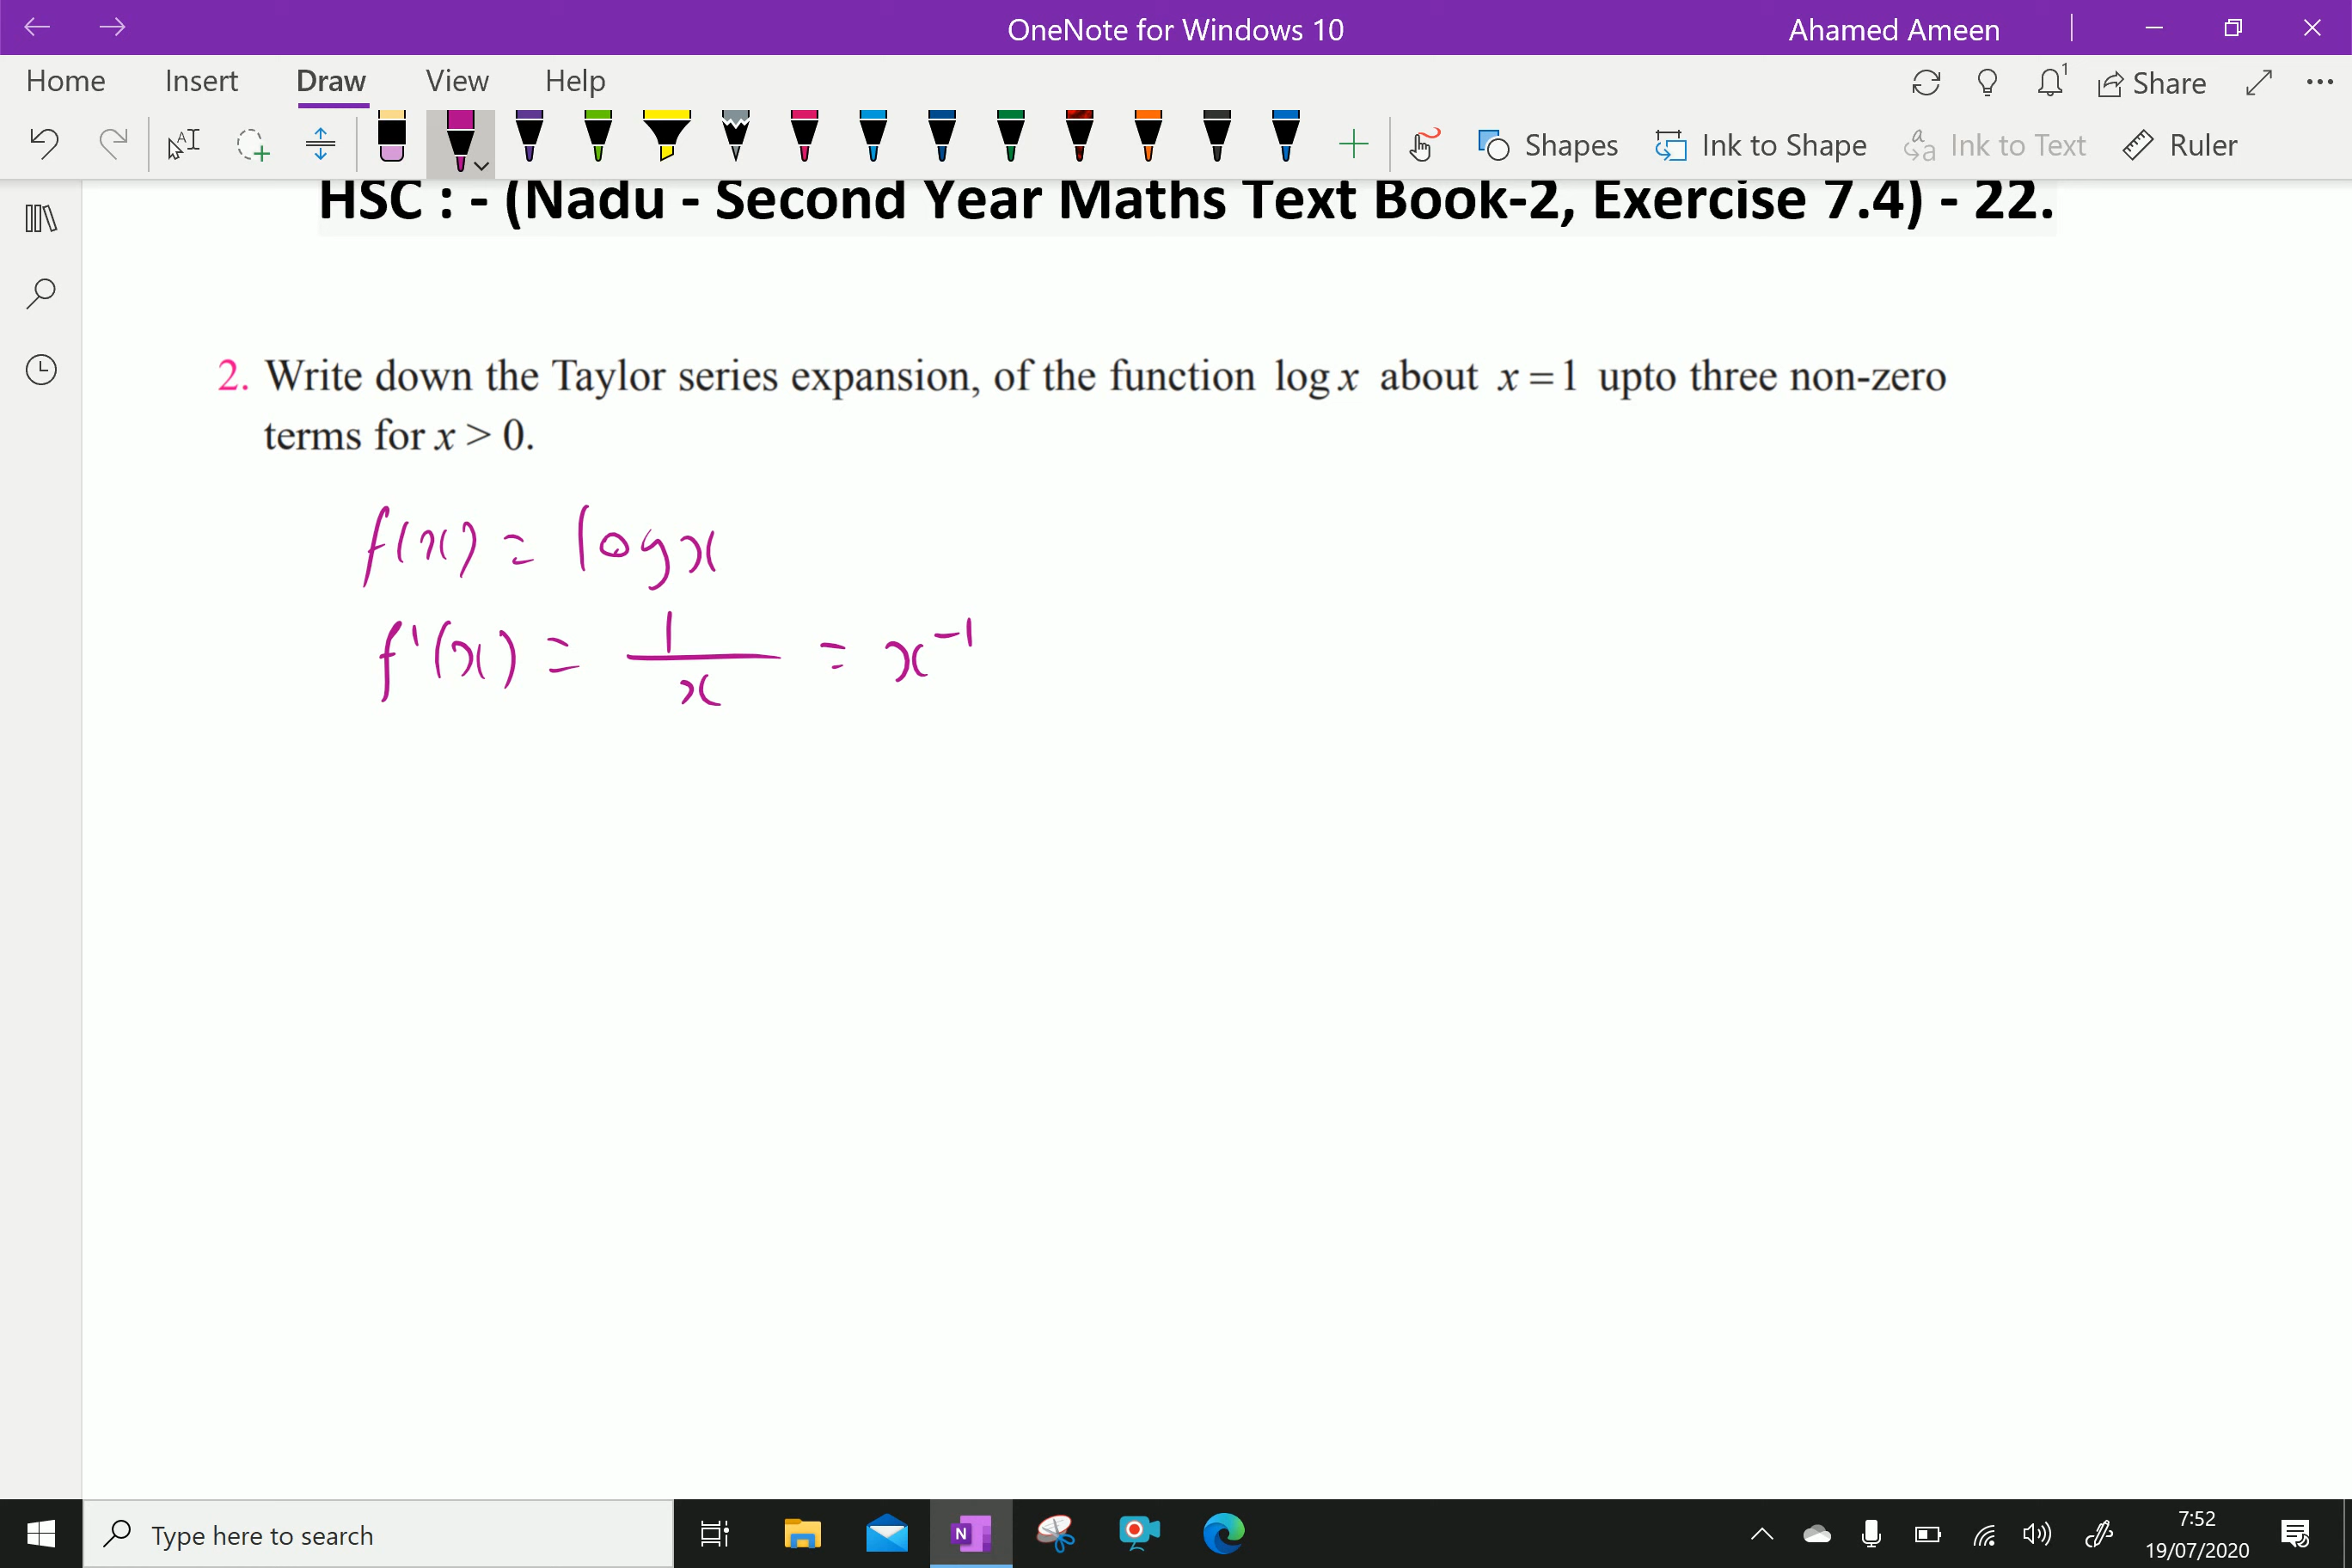 OneNote for Windows 10
Ahamed Ameen
Home Insert Draw View Help
1
Share
Shapes
Ink to Shape
Ink to Text
Ruler
HSC : - (Nadu - Second Year Maths Text Book-2, Exercise 7.4) - 22.
2. Write down the Taylor series expansion, of the function log x about x = 1 upto three non-zero
terms for x > 0.
f(x) = log x
f'(x) = 1/x = x⁻¹
Type here to search
7:52
19/07/2020